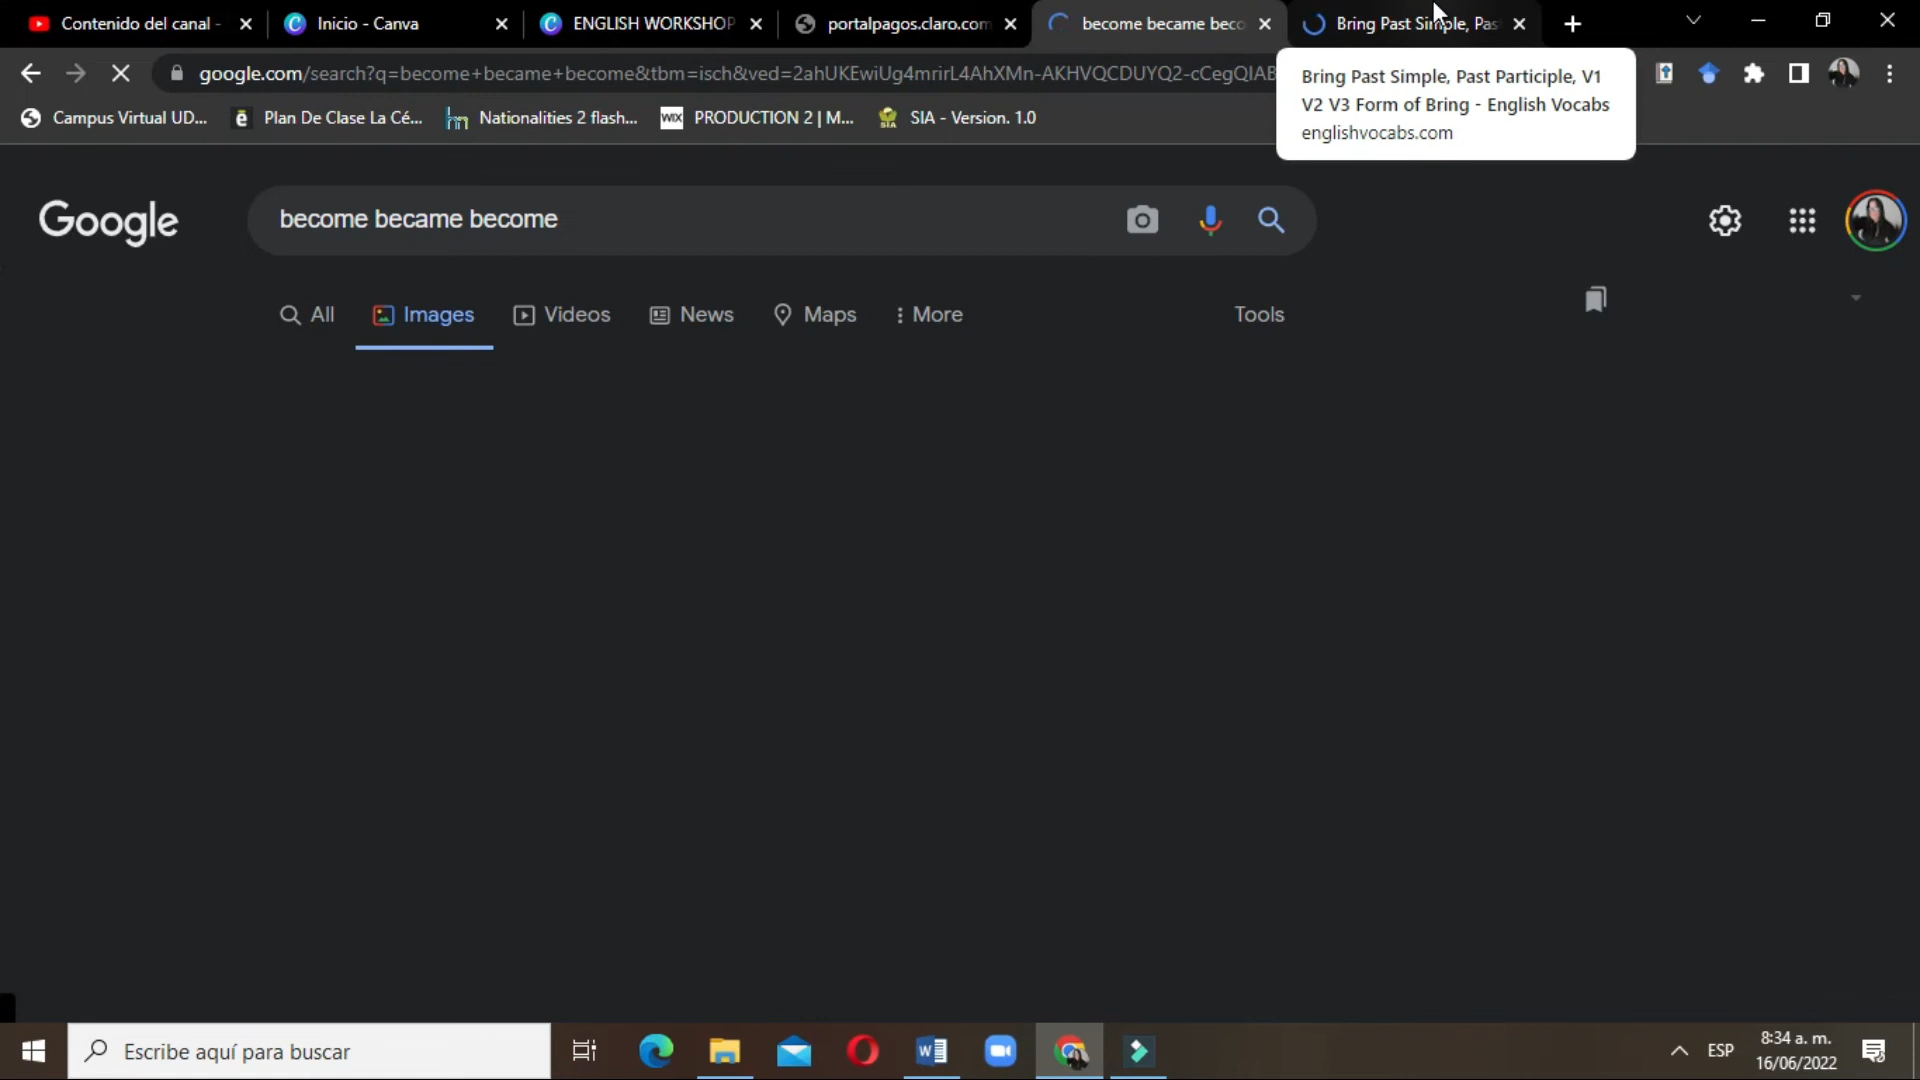 Contenido del canal -
Inicio - Canva
ENGLISH WORKSHOP
portalpagos.claro.com
become became beco
Bring Past Simple, Pas
google.com/search?q=become+became+become&tbm=isch&ved=2ahUKEwiUg4mrirL4AhXMn-AKHVQCDUYQ2-cCegQIAB
Bring Past Simple, Past Participle, V1
V2 V3 Form of Bring - English Vocabs
englishvocabs.com
Campus Virtual UD...
Plan De Clase La Cé...
Nationalities 2 flash...
WIX PRODUCTION 2 | M...
SIA SIA - Version. 1.0
Google
become became become
All
Images
Videos
News
Maps
More
Tools
Escribe aquí para buscar
ESP
8:34 a. m.
16/06/2022